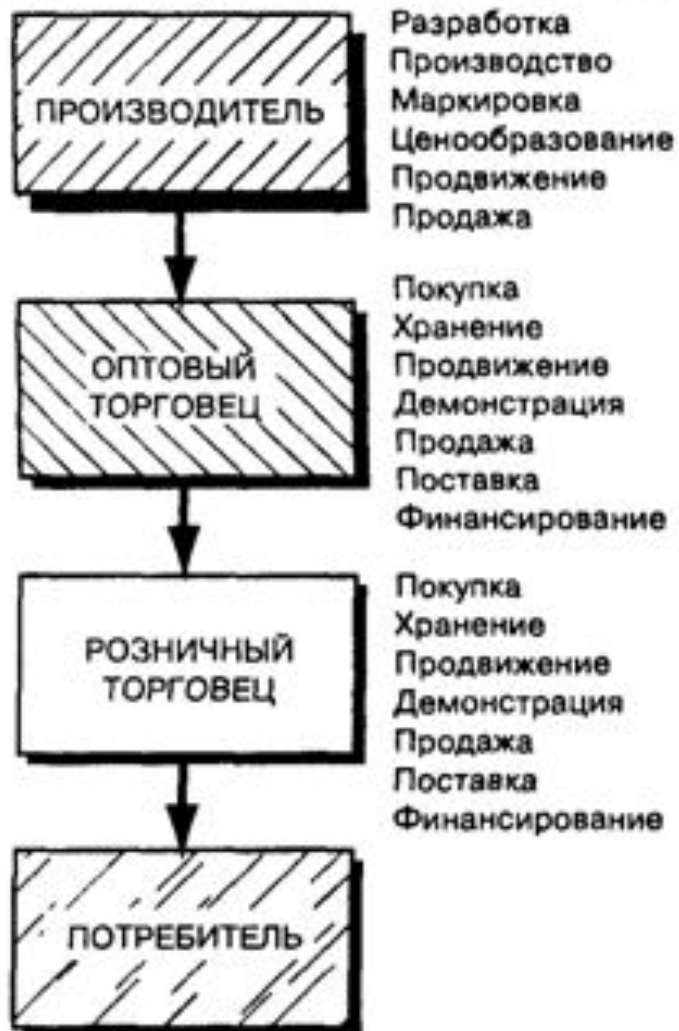 ПРОИЗВОДИТЕЛЬ
Разработка
Производство
Маркировка
Ценообразование
Продвижение
Продажа
ОПТОВЫЙ
ТОРГОВЕЦ
Покупка
Хранение
Продвижение
Демонстрация
Продажа
Поставка
Финансирование
РОЗНИЧНЫЙ
ТОРГОВЕЦ
Покупка
Хранение
Продвижение
Демонстрация
Продажа
Поставка
Финансирование
ПОТРЕБИТЕЛЬ